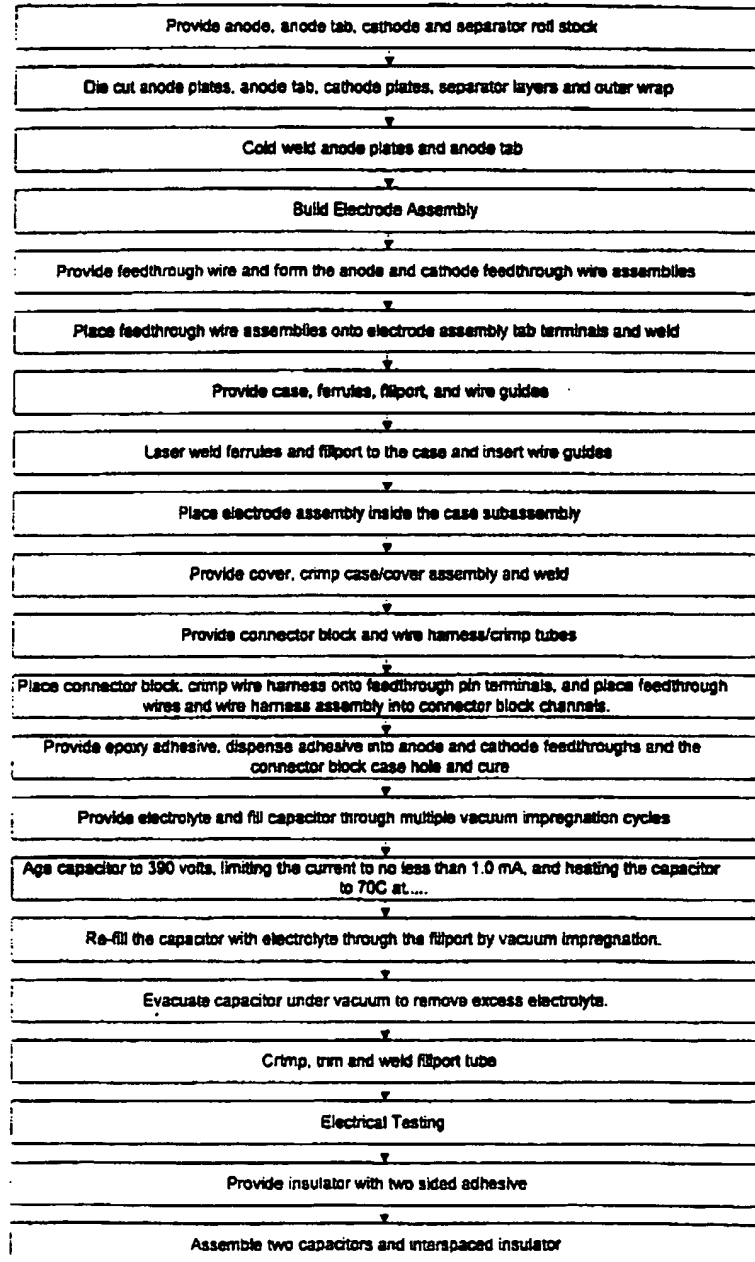 Provide anode, anode tab, cathode and separator roll stock
Die cut anode plates, anode tab, cathode plates, separator layers and outer wrap
Cold weld anode plates and anode tab
Build Electrode Assembly
Provide feedthrough wire and form the anode and cathode feedthrough wire assemblies
Place feedthrough wire assemblies onto electrode assembly tab terminals and weld
Provide case, ferrules, fillport, and wire guides
Laser weld ferrules and fillport to the case and insert wire guides
Place electrode assembly inside the case subassembly
Provide cover, crimp case/cover assembly and weld
Provide connector block and wire harness/crimp tubes
Place connector block, crimp wire harness onto feedthrough pin terminals, and place feedthrough
wires and wire harness assembly into connector block channels.
Provide epoxy adhesive, dispense adhesive into anode and cathode feedthroughs and the
connector block case hole and cure
Provide electrolyte and fill capacitor through multiple vacuum impregnation cycles
Age capacitor to 390 volts, limiting the current to no less than 1.0 mA, and heating the capacitor
to 70C at.....
Re-fill the capacitor with electrolyte through the fillport by vacuum impregnation.
Evacuate capacitor under vacuum to remove excess electrolyte.
Crimp, trim and weld fillport tube
Electrical Testing
Provide insulator with two sided adhesive
Assemble two capacitors and interspaced insulator